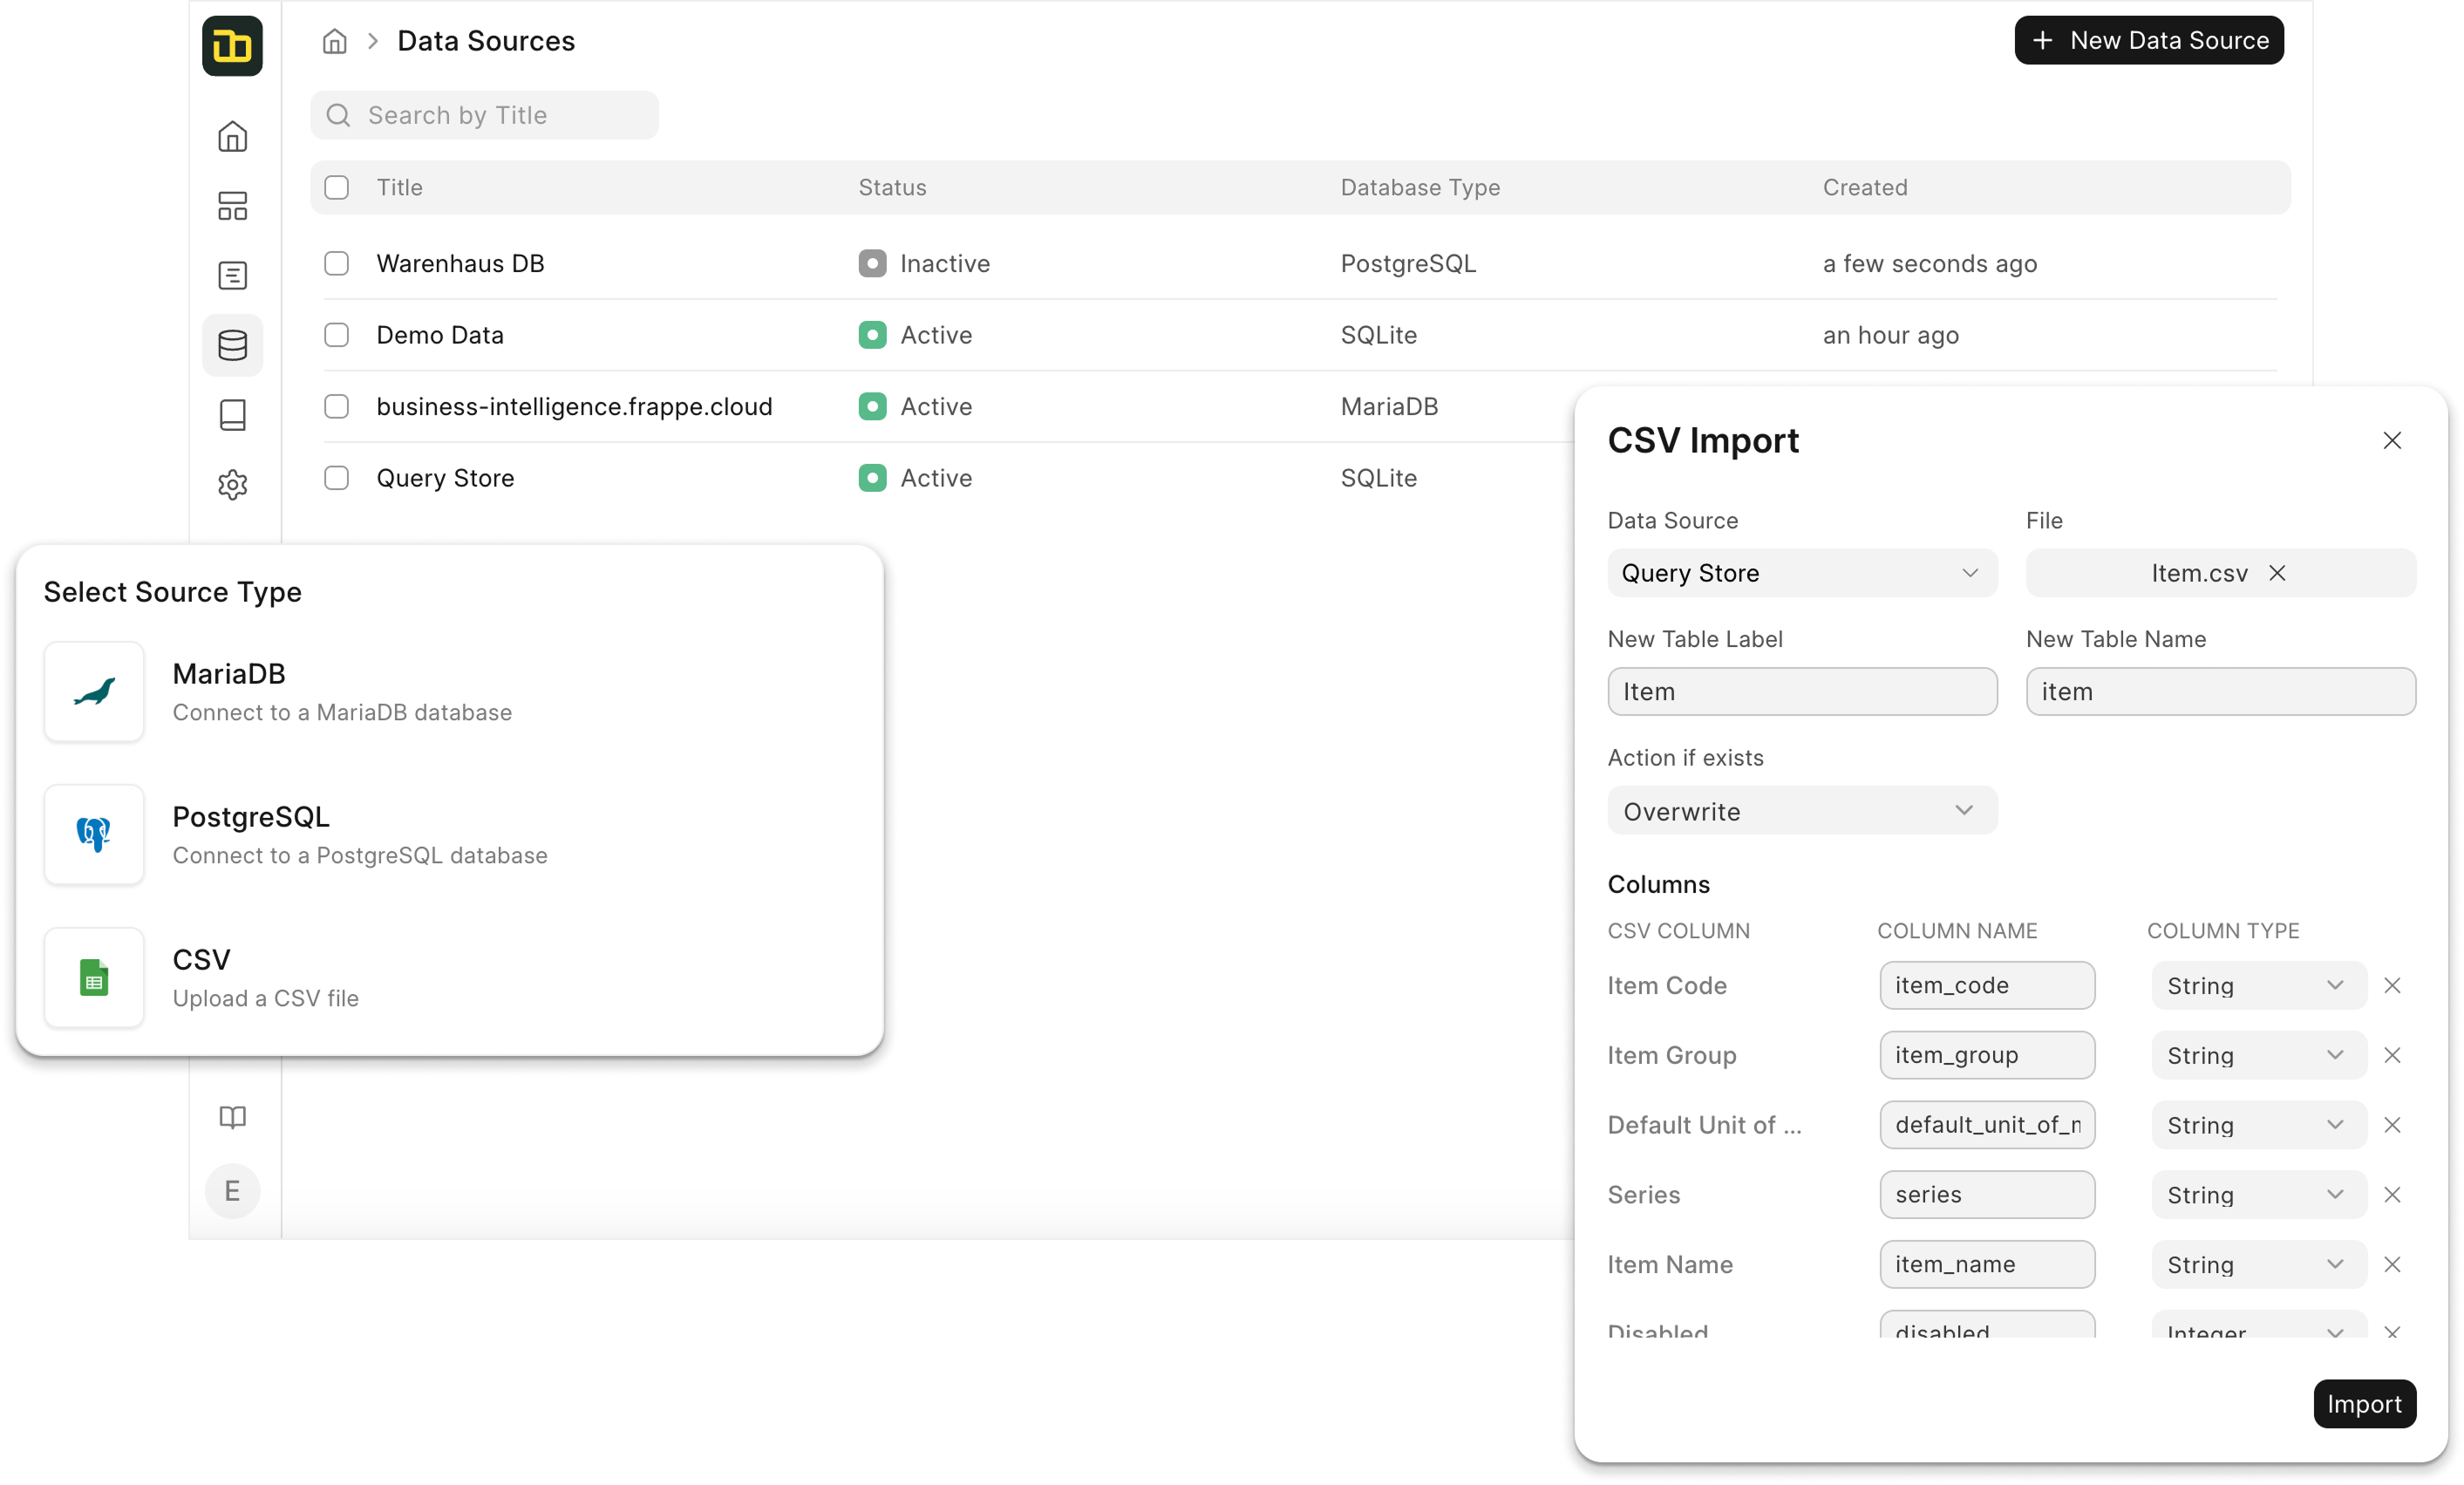 Data Sources
+ New Data Source
Search by Title
Title Status Database Type Created
Warenhaus DB Inactive PostgreSQL a few seconds ago
Demo Data Active SQLite an hour ago
business-intelligence.frappe.cloud Active MariaDB
Query Store Active SQLite
Select Source Type
MariaDB
Connect to a MariaDB database
PostgreSQL
Connect to a PostgreSQL database
CSV
Upload a CSV file
E
CSV Import
Data Source File
Query Store Item.csv
New Table Label New Table Name
Item item
Action if exists
Overwrite
Columns
CSV COLUMN COLUMN NAME COLUMN TYPE
Item Code item_code String
Item Group item_group String
Default Unit of ... default_unit_of_n String
Series series String
Item Name item_name String
Disabled disabled Integer
Import